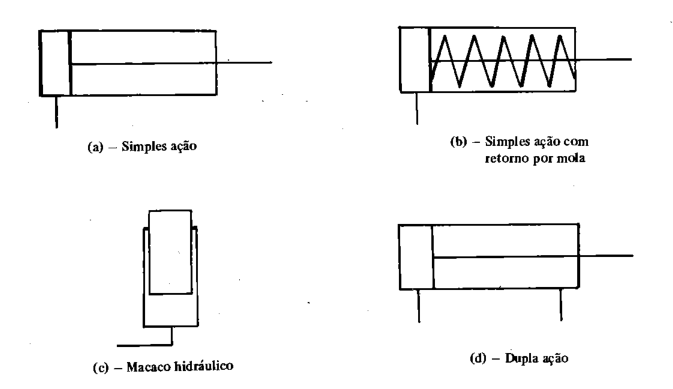 (a) – Simples ação
(b) – Simples ação com
retorno por mola
(c) – Macaco hidráulico
(d) – Dupla ação